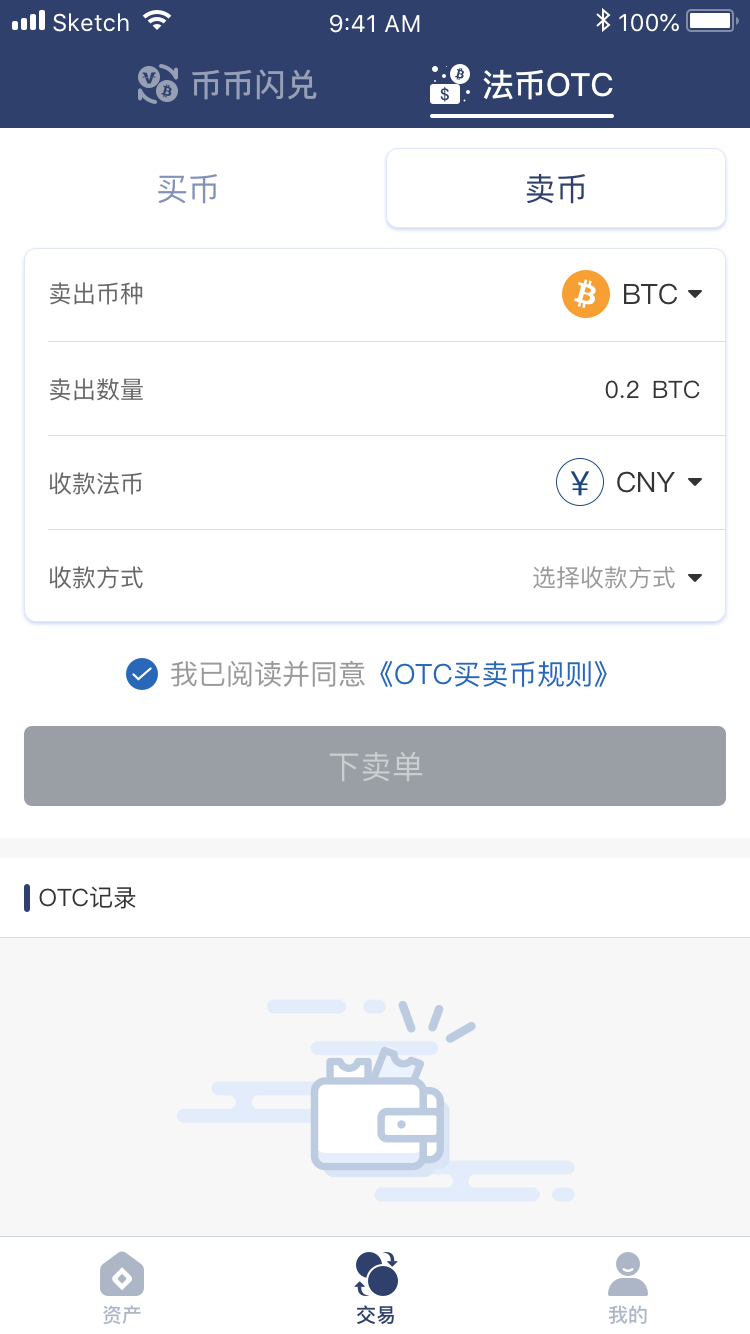 Sketch 9:41 AM 100%
币币闪兑 法币OTC
买币 卖币
卖出币种 BTC
卖出数量 0.2 BTC
收款法币 ¥ CNY
收款方式 选择收款方式
我已阅读并同意《OTC买卖币规则》
下卖单
OTC记录
资产 交易 我的